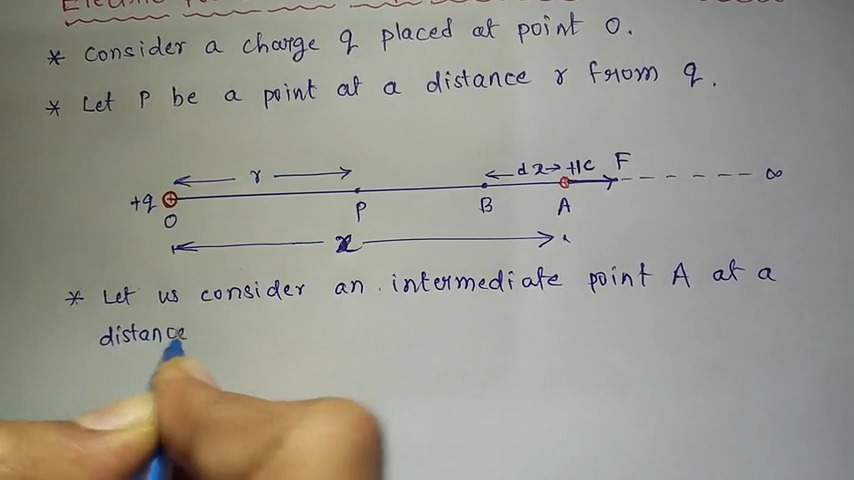 Electric
* Consider a charge q placed at point O.
* Let P be a point at a distance r from q.
r
dx +1C F
+q
∞
O
P
B
A
x
* Let us consider an intermediate point A at a
distance